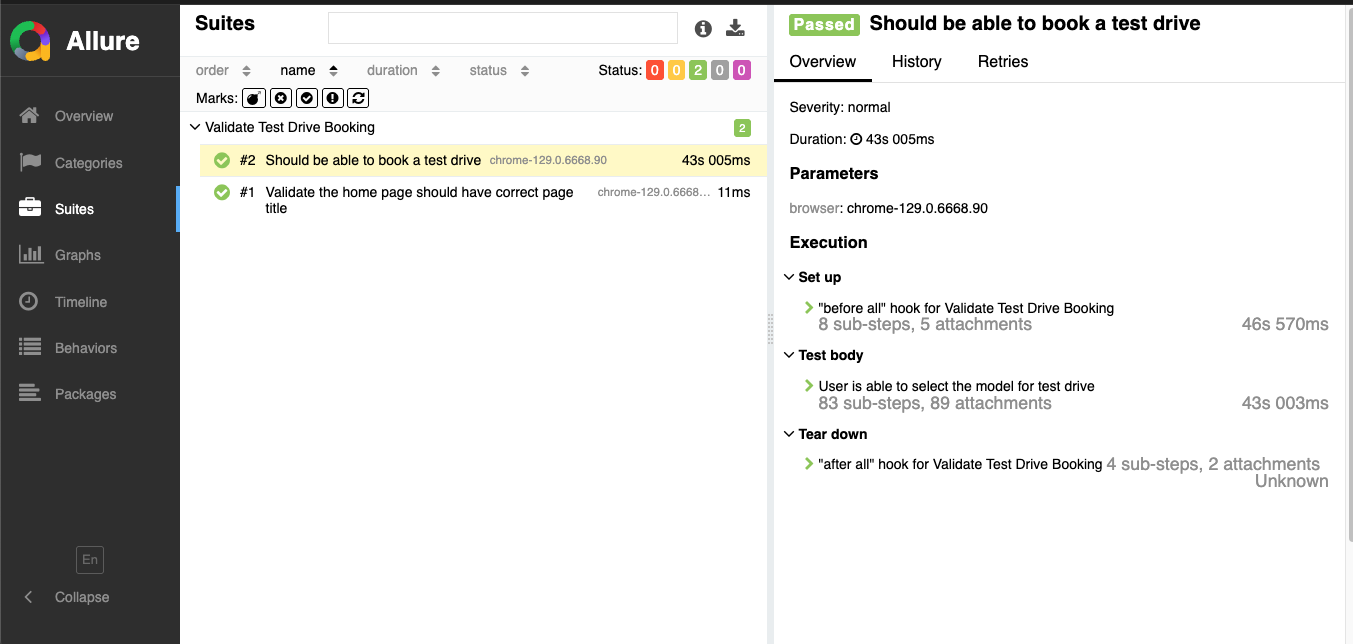 Allure
Overview
Categories
Suites
Graphs
Timeline
Behaviors
Packages
En
Collapse
Suites
order name duration status Status: 0 0 2 0 0
Marks:
Validate Test Drive Booking 2
#2 Should be able to book a test drive chrome-129.0.6668.90 43s 005ms
#1 Validate the home page should have correct page chrome-129.0.6668... 11ms
title
Passed Should be able to book a test drive
Overview History Retries
Severity: normal
Duration: 43s 005ms
Parameters
browser: chrome-129.0.6668.90
Execution
Set up
"before all" hook for Validate Test Drive Booking
8 sub-steps, 5 attachments 46s 570ms
Test body
User is able to select the model for test drive
83 sub-steps, 89 attachments 43s 003ms
Tear down
"after all" hook for Validate Test Drive Booking 4 sub-steps, 2 attachments
Unknown